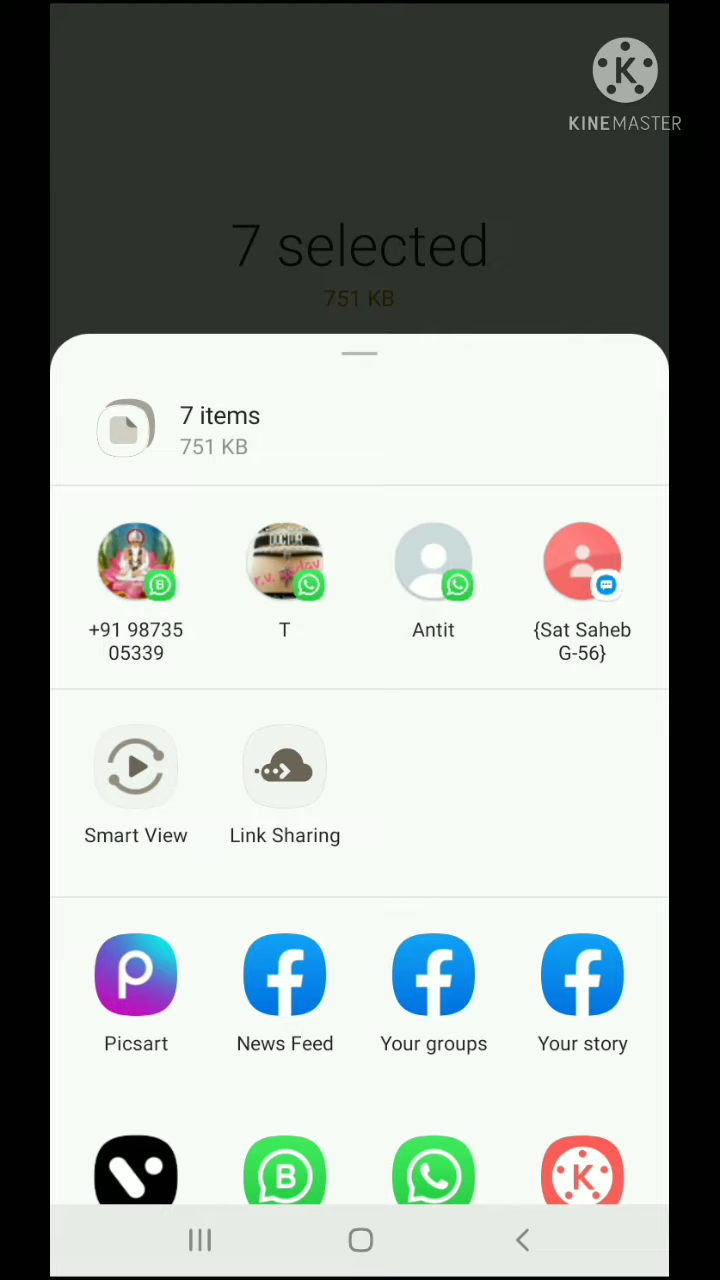 KINEMASTER
7 selected
751 KB
7 items
751 KB
+91 98735
05339
T
Antit
{Sat Saheb
G-56}
Smart View
Link Sharing
Picsart
News Feed
Your groups
Your story